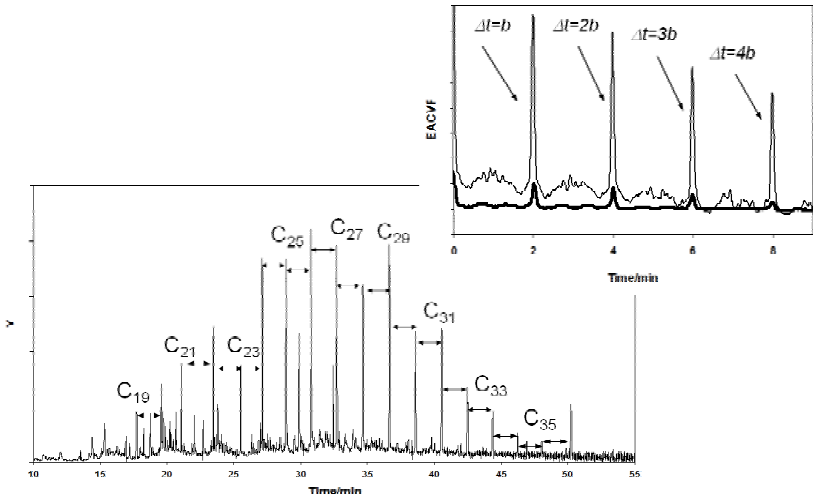 Δt=b
Δt=2b
Δt=3b
Δt=4b
EACVF
0 2 4 6 8
Time/min
C19 C21 C23 C25 C27 C29 C31 C33 C35
Y
10 15 20 25 30 35 40 45 50 55
Time/min